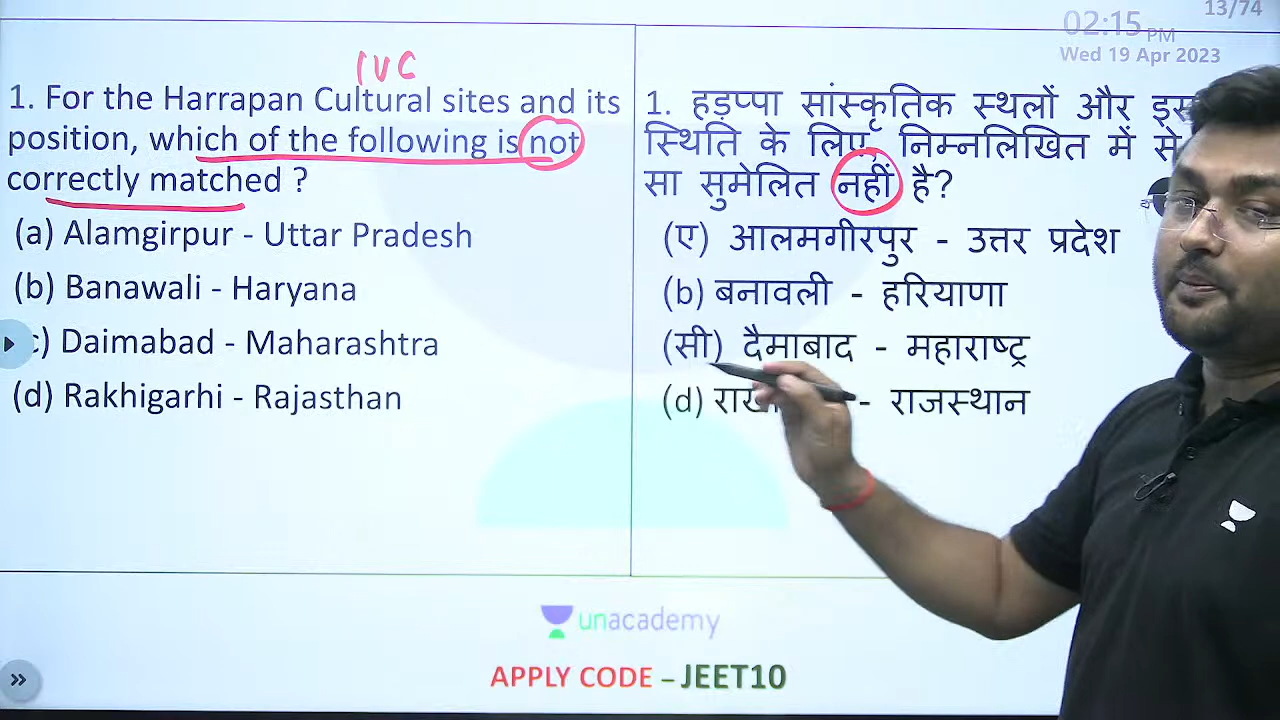 13/74
02:15 PM
Wed 19 Apr 2023
IVC
1. For the Harrapan Cultural sites and its
position, which of the following is not
correctly matched ?
(a) Alamgirpur - Uttar Pradesh
(b) Banawali - Haryana
c) Daimabad - Maharashtra
(d) Rakhigarhi - Rajasthan
1. हड़प्पा सांस्कृतिक स्थलों और इस
स्थिति के लिए, निम्नलिखित में से
सा सुमेलित नहीं है?
(ए) आलमगीरपुर - उत्तर प्रदेश
(b) बनावली - हरियाणा
(सी) दैमाबाद - महाराष्ट्र
(d) - राजस्थान
unacademy
APPLY CODE – JEET10